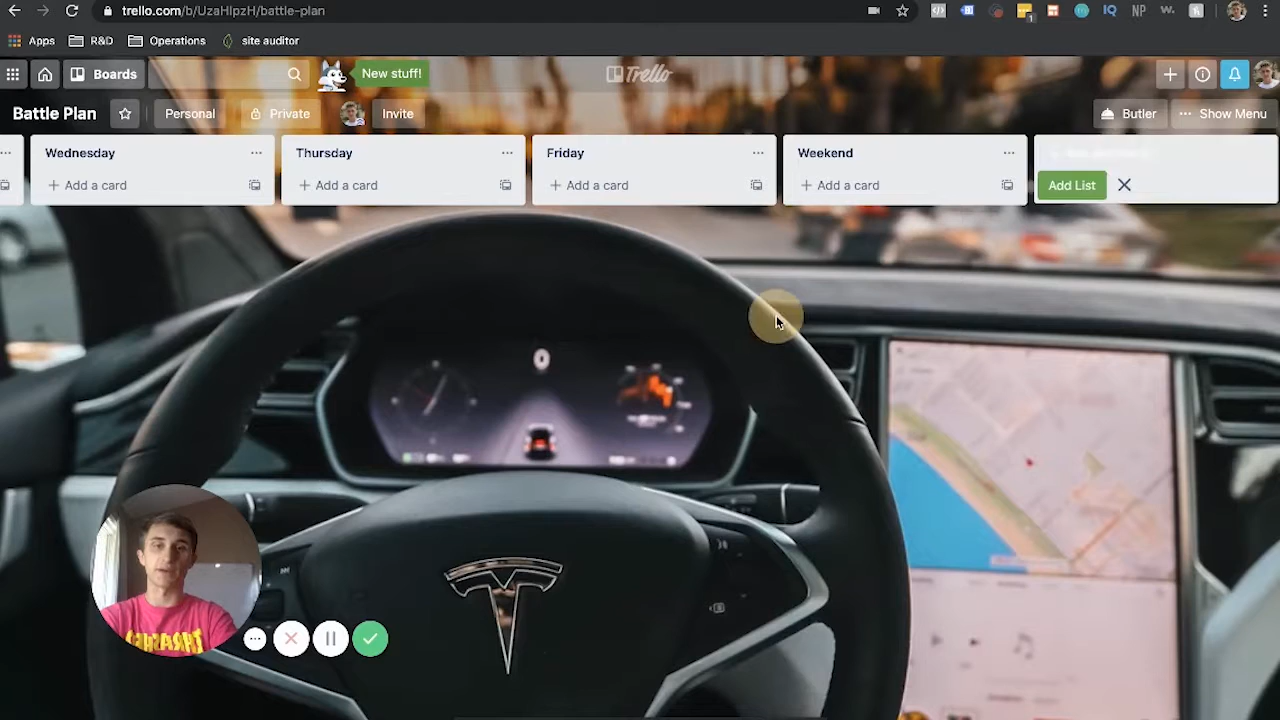 trello.com/b/UzaHlpzH/battle-plan
Apps R&D Operations site auditor
Boards New stuff! Trello
Battle Plan Personal Private Invite Butler Show Menu
Wednesday Thursday Friday Weekend
+ Add a card + Add a card + Add a card + Add a card Add List